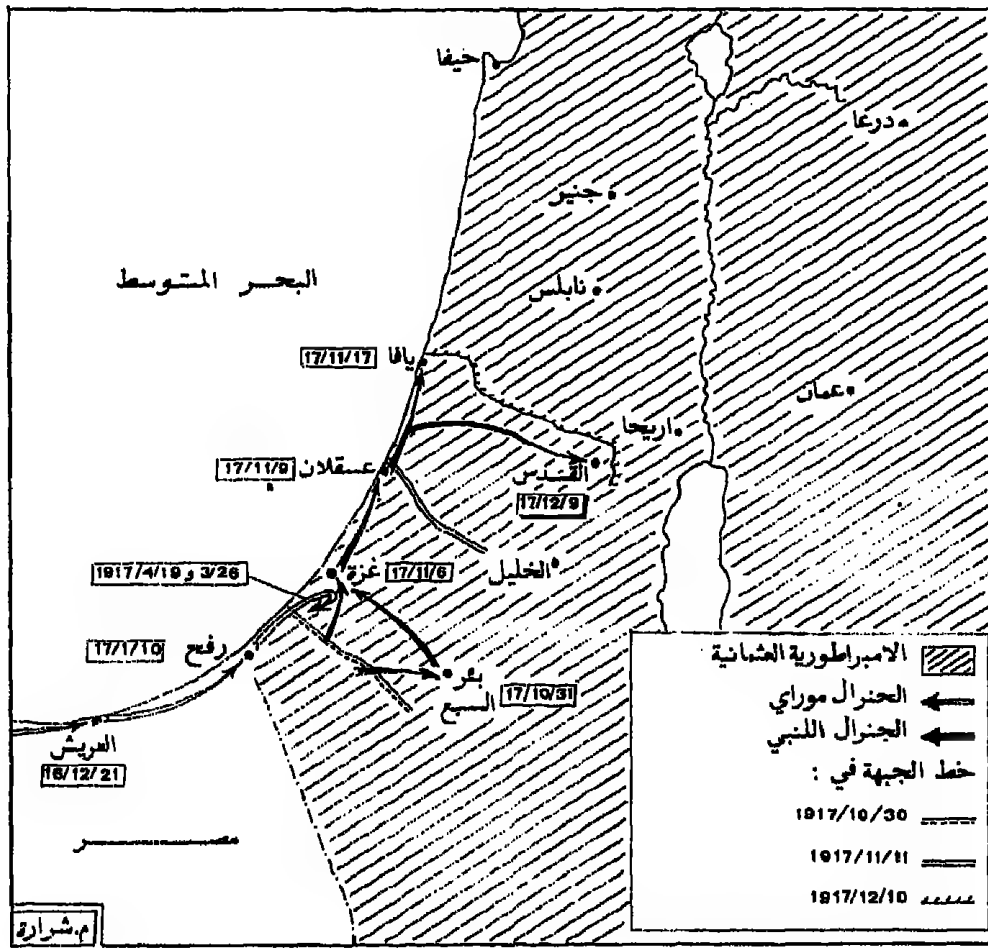 حيفا
درعا
جنين
البحر المتوسط
نابلس
يافا 17/11/17
عمان
اريحا
عسقلان 17/11/9
القدس
17/12/9
الخليل
1917/4/19 و 3/26
غزة 17/11/6
رفح
17/1/10
بئر
السبع
17/10/31
العريش
16/12/21
مصر
الامبراطورية العثمانية
الجنرال موراي
الجنرال اللنبي
خط الجبهة في :
1917/10/30
1917/11/11
1917/12/10
م.شرارة